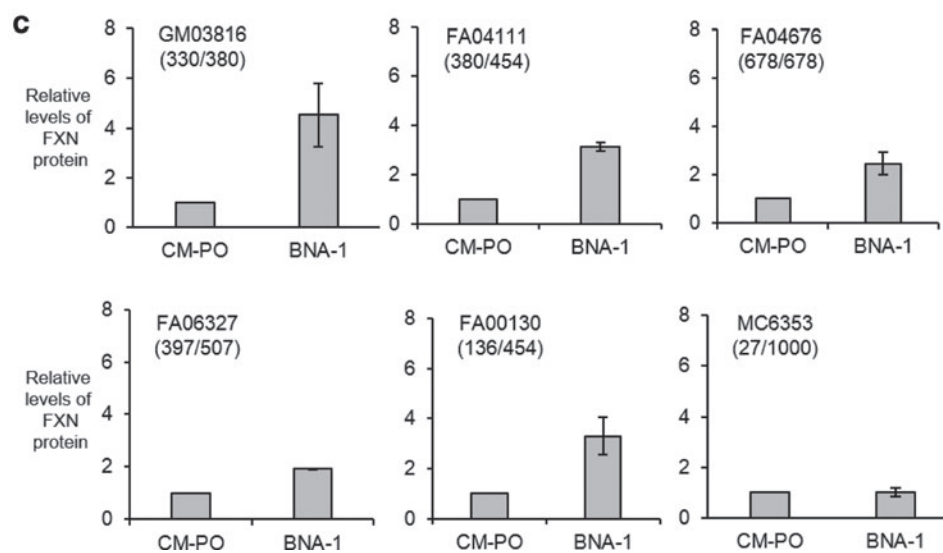 c
GM03816
(330/380)
Relative
levels of
FXN
protein
8
6
4
2
0
CM-PO
BNA-1
FA04111
(380/454)
8
6
4
2
0
CM-PO
BNA-1
FA04676
(678/678)
8
6
4
2
0
CM-PO
BNA-1
FA06327
(397/507)
Relative
levels of
FXN
protein
8
6
4
2
0
CM-PO
BNA-1
FA00130
(136/454)
8
6
4
2
0
CM-PO
BNA-1
MC6353
(27/1000)
8
6
4
2
0
CM-PO
BNA-1